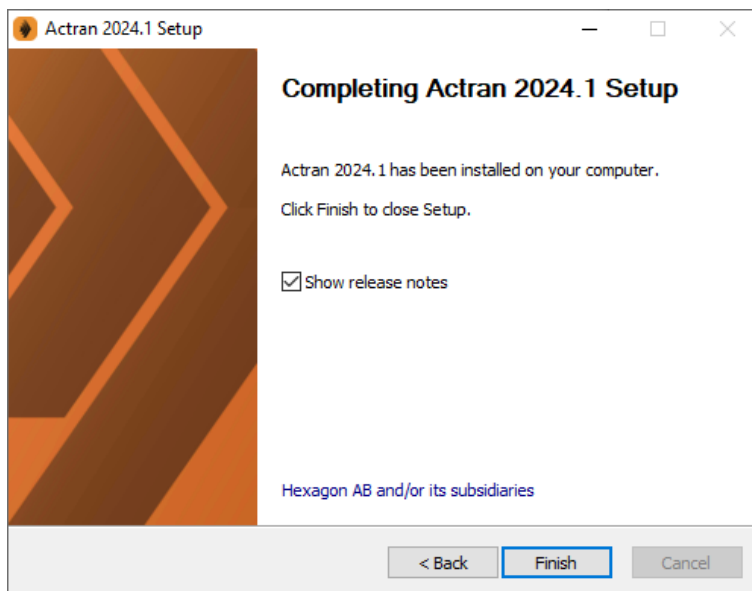 Actran 2024.1 Setup
Completing Actran 2024.1 Setup
Actran 2024.1 has been installed on your computer.
Click Finish to close Setup.
Show release notes
Hexagon AB and/or its subsidiaries
< Back Finish Cancel